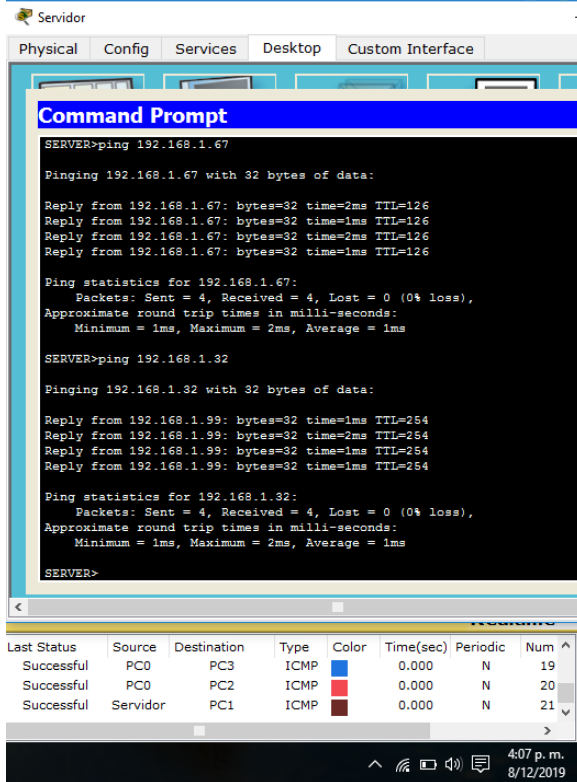 Servidor
Physical Config Services Desktop Custom Interface
Command Prompt
SERVER>ping 192.168.1.67
Pinging 192.168.1.67 with 32 bytes of data:
Reply from 192.168.1.67: bytes=32 time=2ms TTL=126
Reply from 192.168.1.67: bytes=32 time=1ms TTL=126
Reply from 192.168.1.67: bytes=32 time=2ms TTL=126
Reply from 192.168.1.67: bytes=32 time=1ms TTL=126
Ping statistics for 192.168.1.67:
Packets: Sent = 4, Received = 4, Lost = 0 (0% loss),
Approximate round trip times in milli-seconds:
Minimum = 1ms, Maximum = 2ms, Average = 1ms
SERVER>ping 192.168.1.32
Pinging 192.168.1.32 with 32 bytes of data:
Reply from 192.168.1.99: bytes=32 time=1ms TTL=254
Reply from 192.168.1.99: bytes=32 time=2ms TTL=254
Reply from 192.168.1.99: bytes=32 time=1ms TTL=254
Reply from 192.168.1.99: bytes=32 time=1ms TTL=254
Ping statistics for 192.168.1.32:
Packets: Sent = 4, Received = 4, Lost = 0 (0% loss),
Approximate round trip times in milli-seconds:
Minimum = 1ms, Maximum = 2ms, Average = 1ms
SERVER>
Last Status Source Destination Type Color Time(sec) Periodic Num
Successful PC0 PC3 ICMP 0.000 N 19
Successful PC0 PC2 ICMP 0.000 N 20
Successful Servidor PC1 ICMP 0.000 N 21
4:07 p. m.
8/12/2019